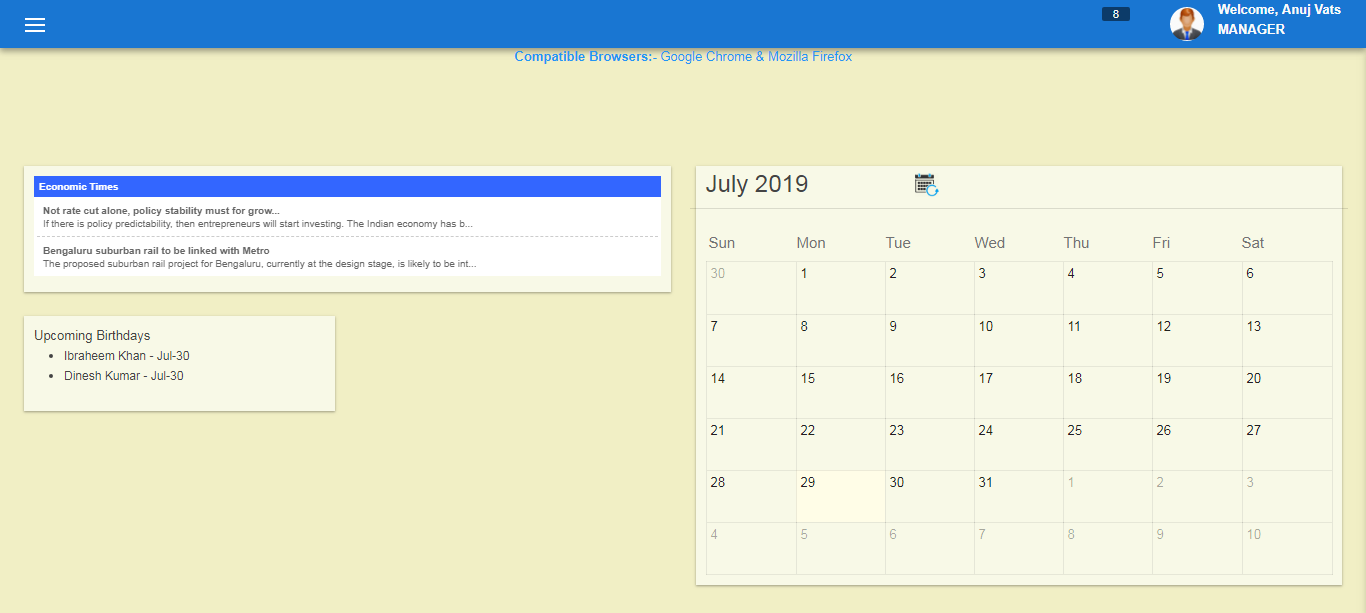 8
Welcome, Anuj Vats
MANAGER
Compatible Browsers:- Google Chrome & Mozilla Firefox
Economic Times
Not rate cut alone, policy stability must for grow...
If there is policy predictability, then entrepreneurs will start investing. The Indian economy has b...
Bengaluru suburban rail to be linked with Metro
The proposed suburban rail project for Bengaluru, currently at the design stage, is likely to be int...
Upcoming Birthdays
• Ibraheem Khan - Jul-30
• Dinesh Kumar - Jul-30
July 2019
Sun Mon Tue Wed Thu Fri Sat
30 1 2 3 4 5 6
7 8 9 10 11 12 13
14 15 16 17 18 19 20
21 22 23 24 25 26 27
28 29 30 31 1 2 3
4 5 6 7 8 9 10